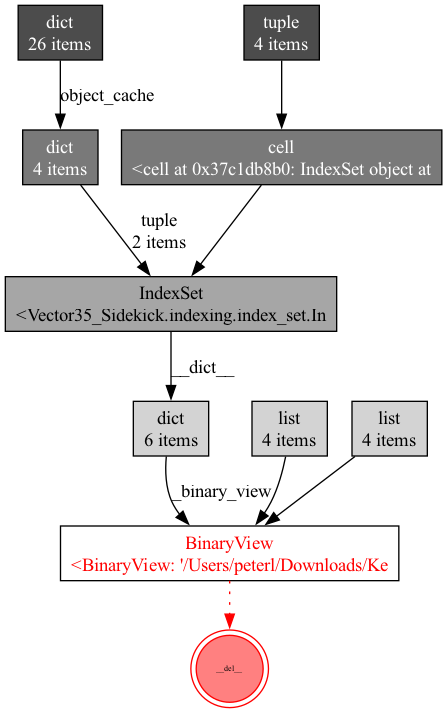 dict
26 items
tuple
4 items
object_cache
dict
4 items
cell
<cell at 0x37c1db8b0: IndexSet object at
tuple
2 items
IndexSet
<Vector35_Sidekick.indexing.index_set.In
__dict__
dict
6 items
list
4 items
list
4 items
_binary_view
BinaryView
<BinaryView: '/Users/peterl/Downloads/Ke
__del__